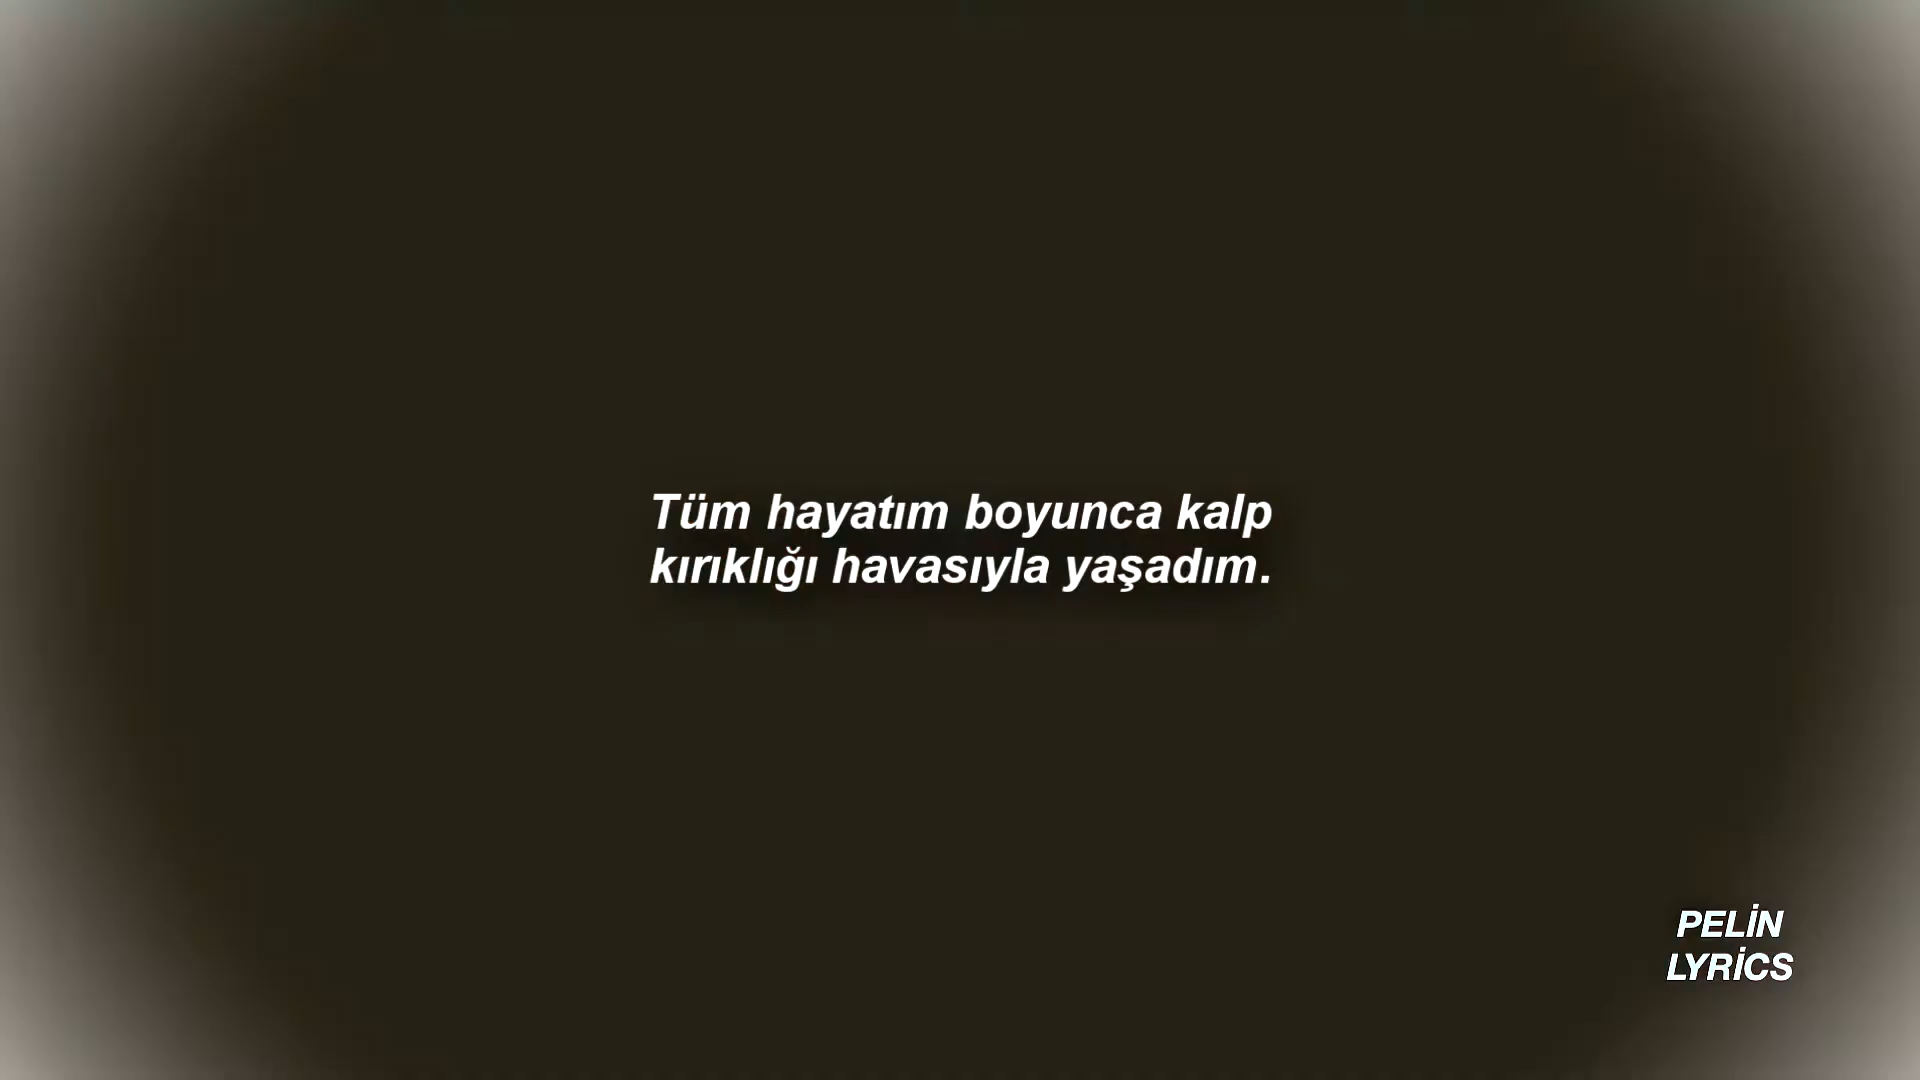 Tüm hayatım boyunca kalp
kırıklığı havasıyla yaşadım.
PELİN
LYRİCS